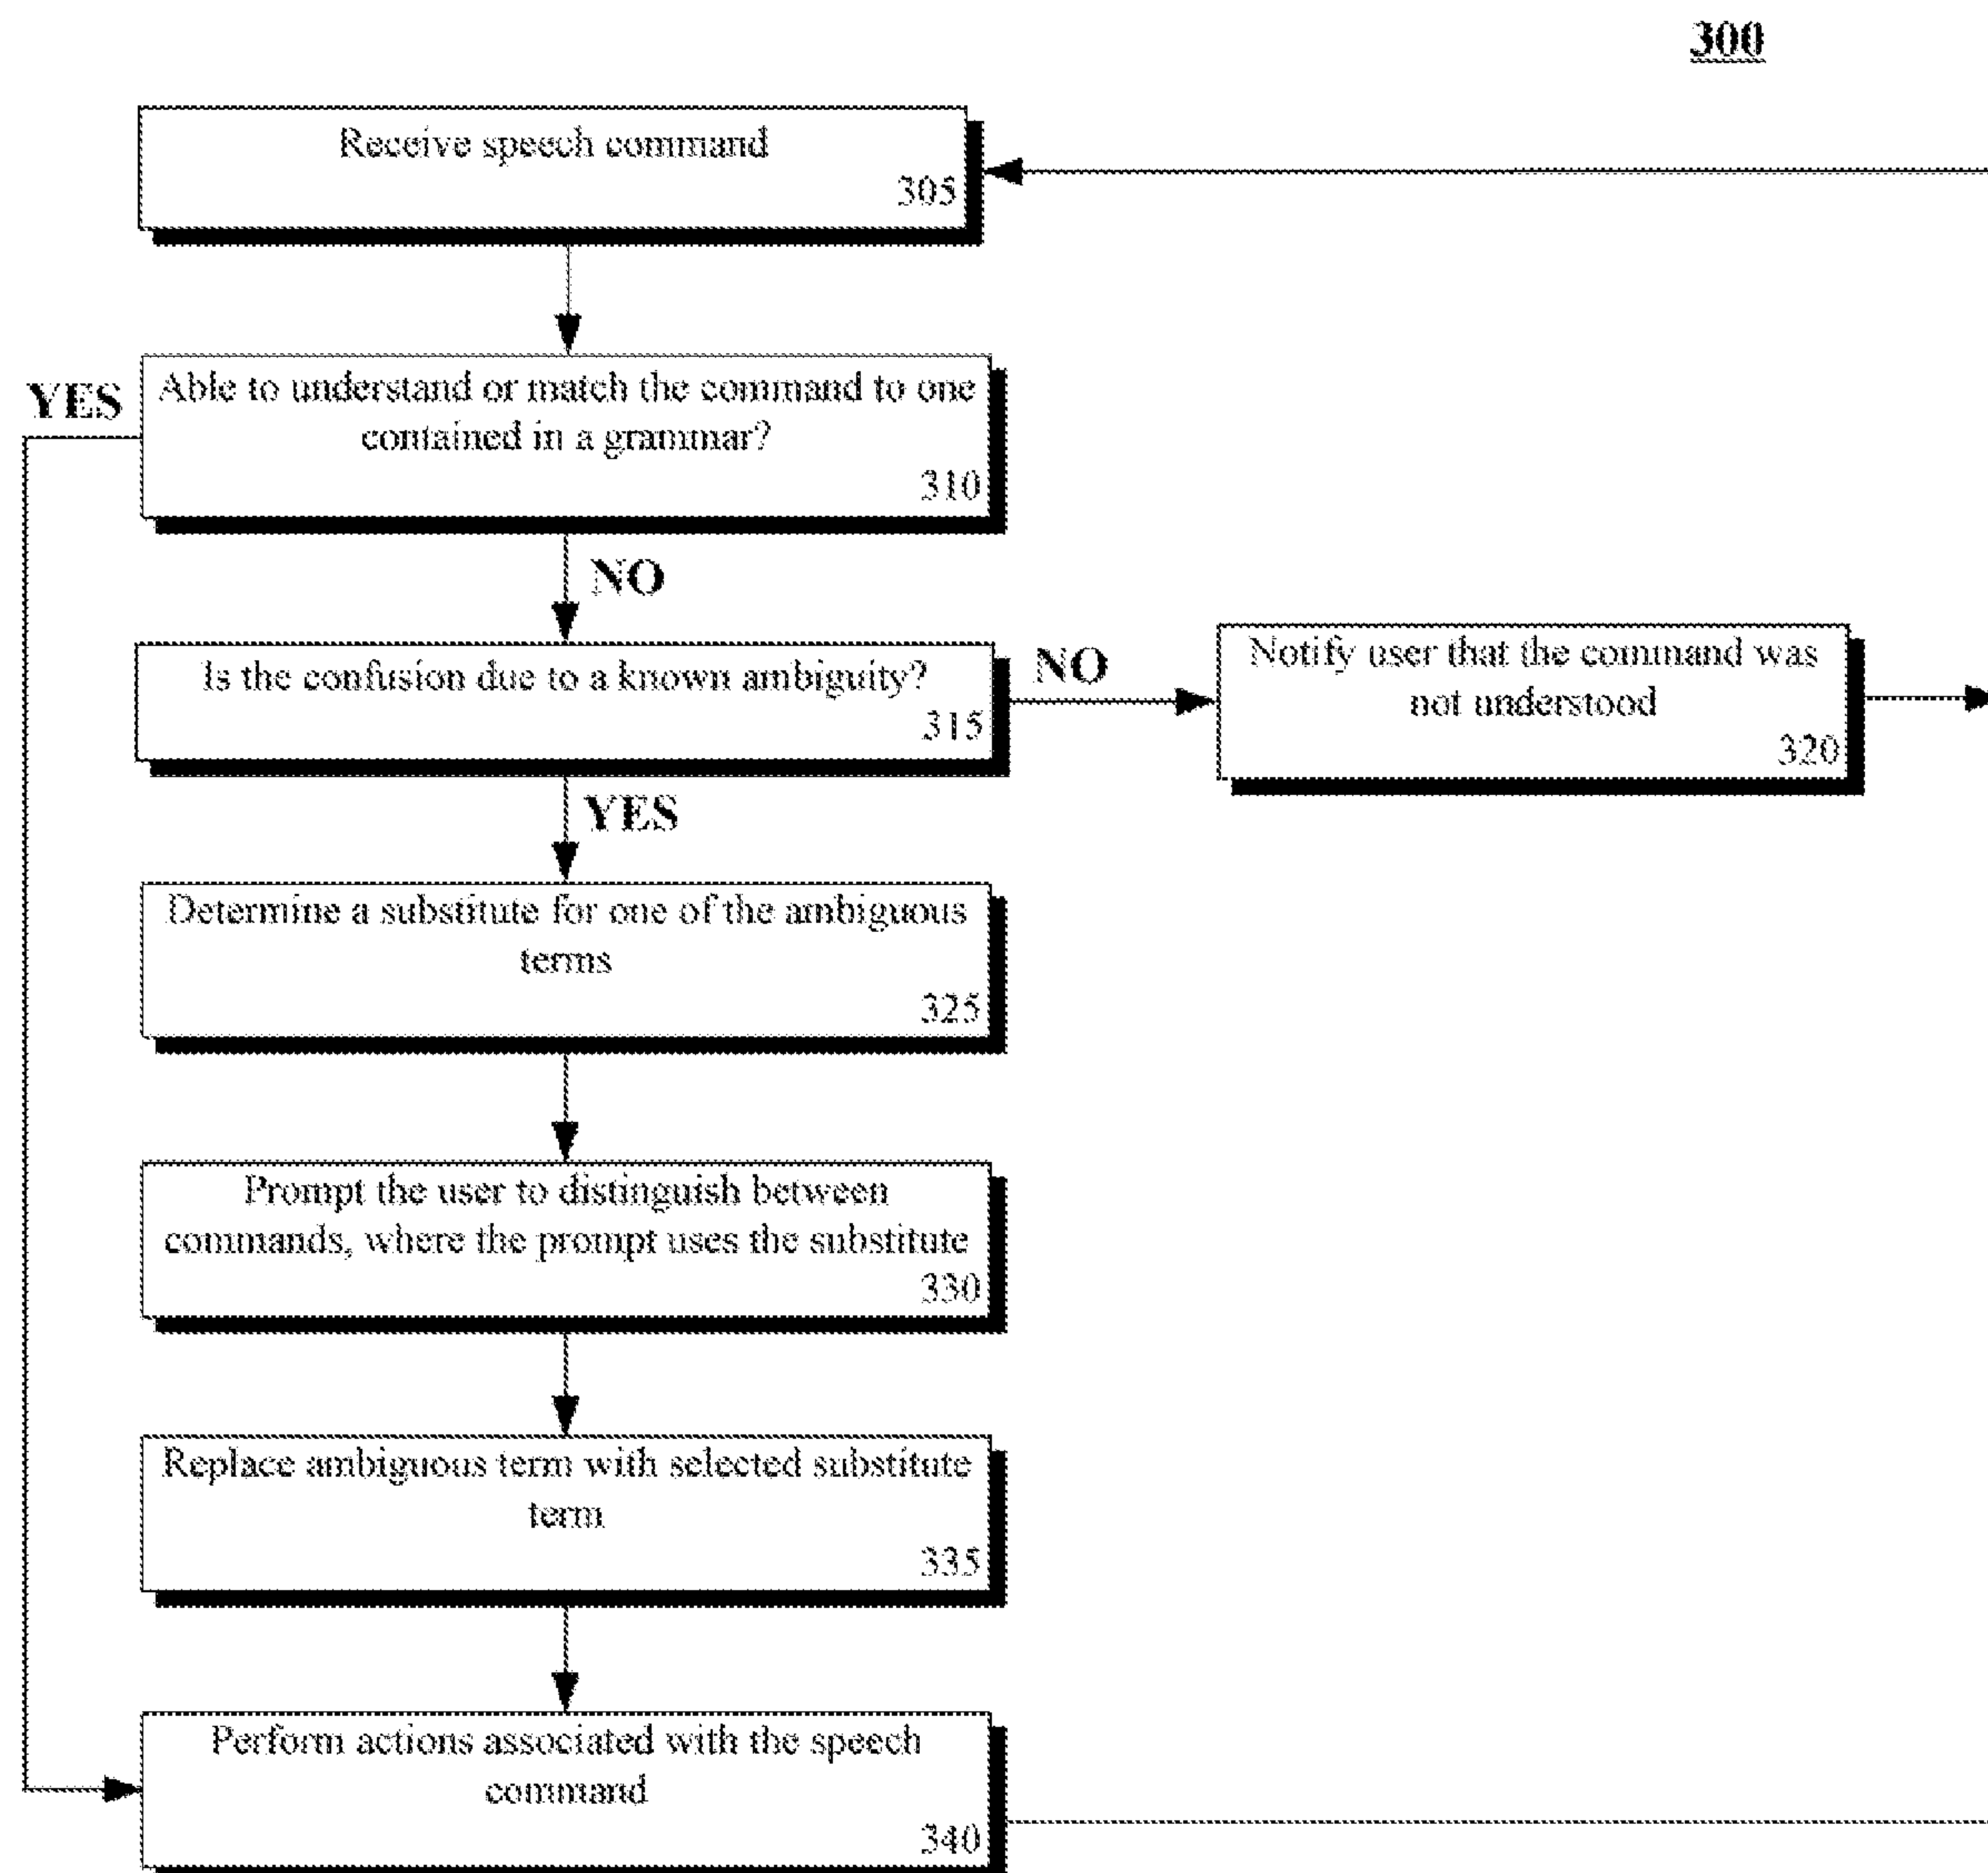 300
Receive speech command
305
YES
Able to understand or match the command to one
contained in a grammar?
310
NO
Is the confusion due to a known ambiguity?
315
NO
Notify user that the command was
not understood
320
YES
Determine a substitute for one of the ambiguous
terms
325
Prompt the user to distinguish between
commands, where the prompt uses the substitute
330
Replace ambiguous term with selected substitute
term
335
Perform actions associated with the speech
command
340